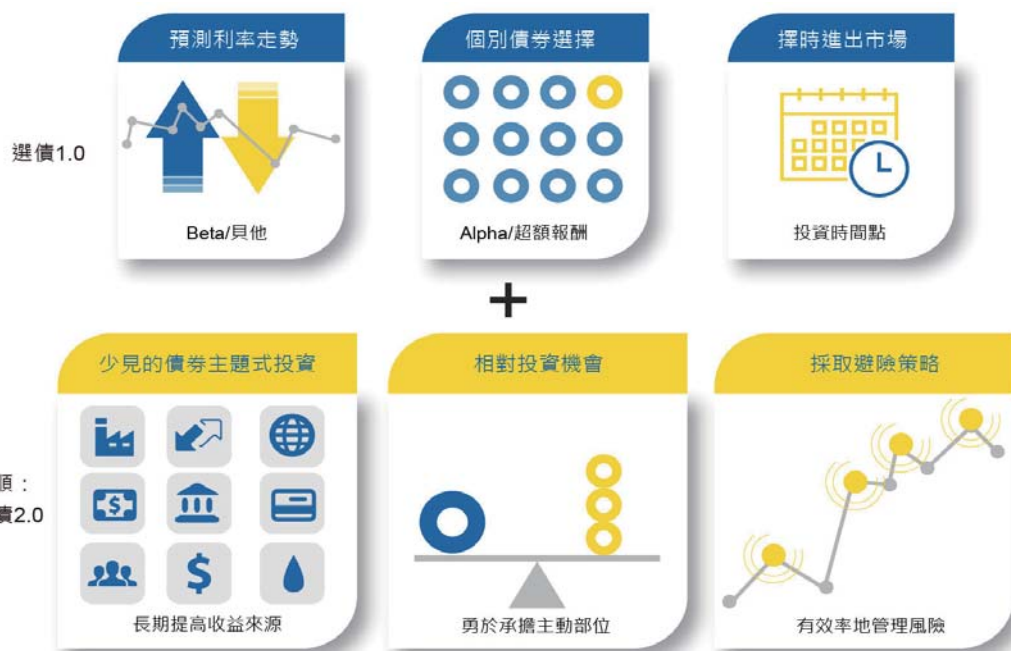 預測利率走勢
個別債券選擇
擇時進出市場
選債1.0
Beta/貝他
Alpha/超額報酬
投資時間點
+
少見的債券主題式投資
相對投資機會
採取避險策略
順：
債2.0
$
$
長期提高收益來源
勇於承擔主動部位
有效率地管理風險